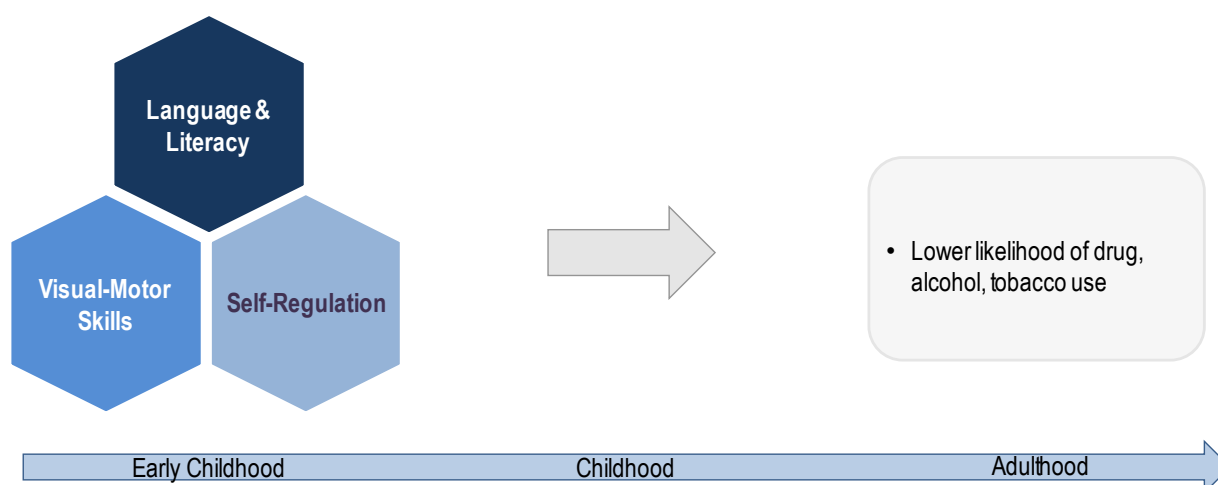 Language &
Literacy
Visual-Motor
Skills
Self-Regulation
• Lower likelihood of drug,
alcohol, tobacco use
Early Childhood
Childhood
Adulthood